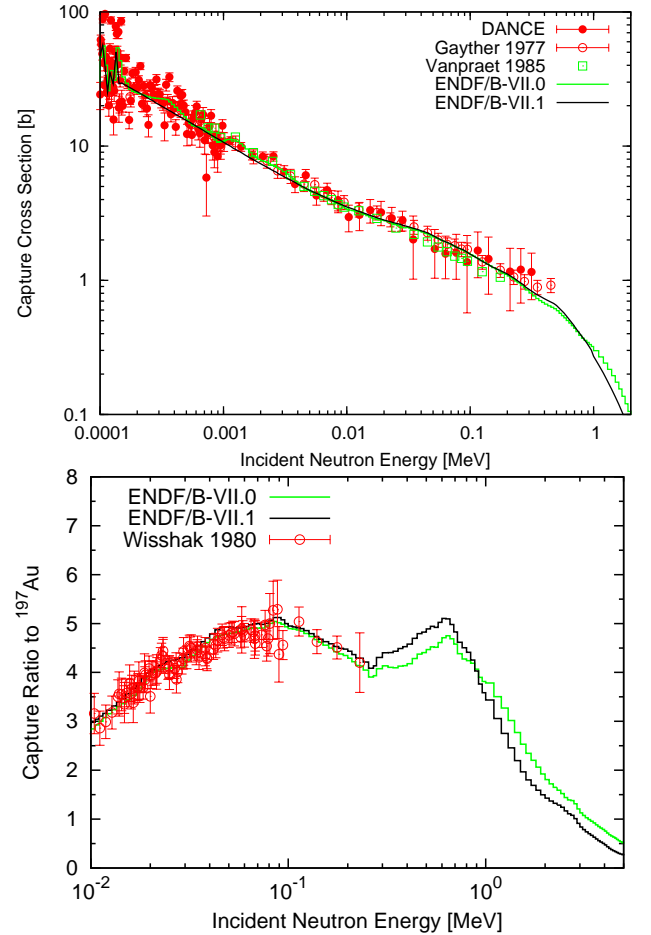 DANCE
Gayther 1977
Vanpraet 1985
ENDF/B-VII.0
ENDF/B-VII.1
100
10
1
0.1
Capture Cross Section [b]
0.0001 0.001 0.01 0.1 1
Incident Neutron Energy [MeV]
ENDF/B-VII.0
ENDF/B-VII.1
Wisshak 1980
8
7
6
5
4
3
2
1
0
Capture Ratio to ¹⁹⁷Au
10⁻² 10⁻¹ 10⁰
Incident Neutron Energy [MeV]